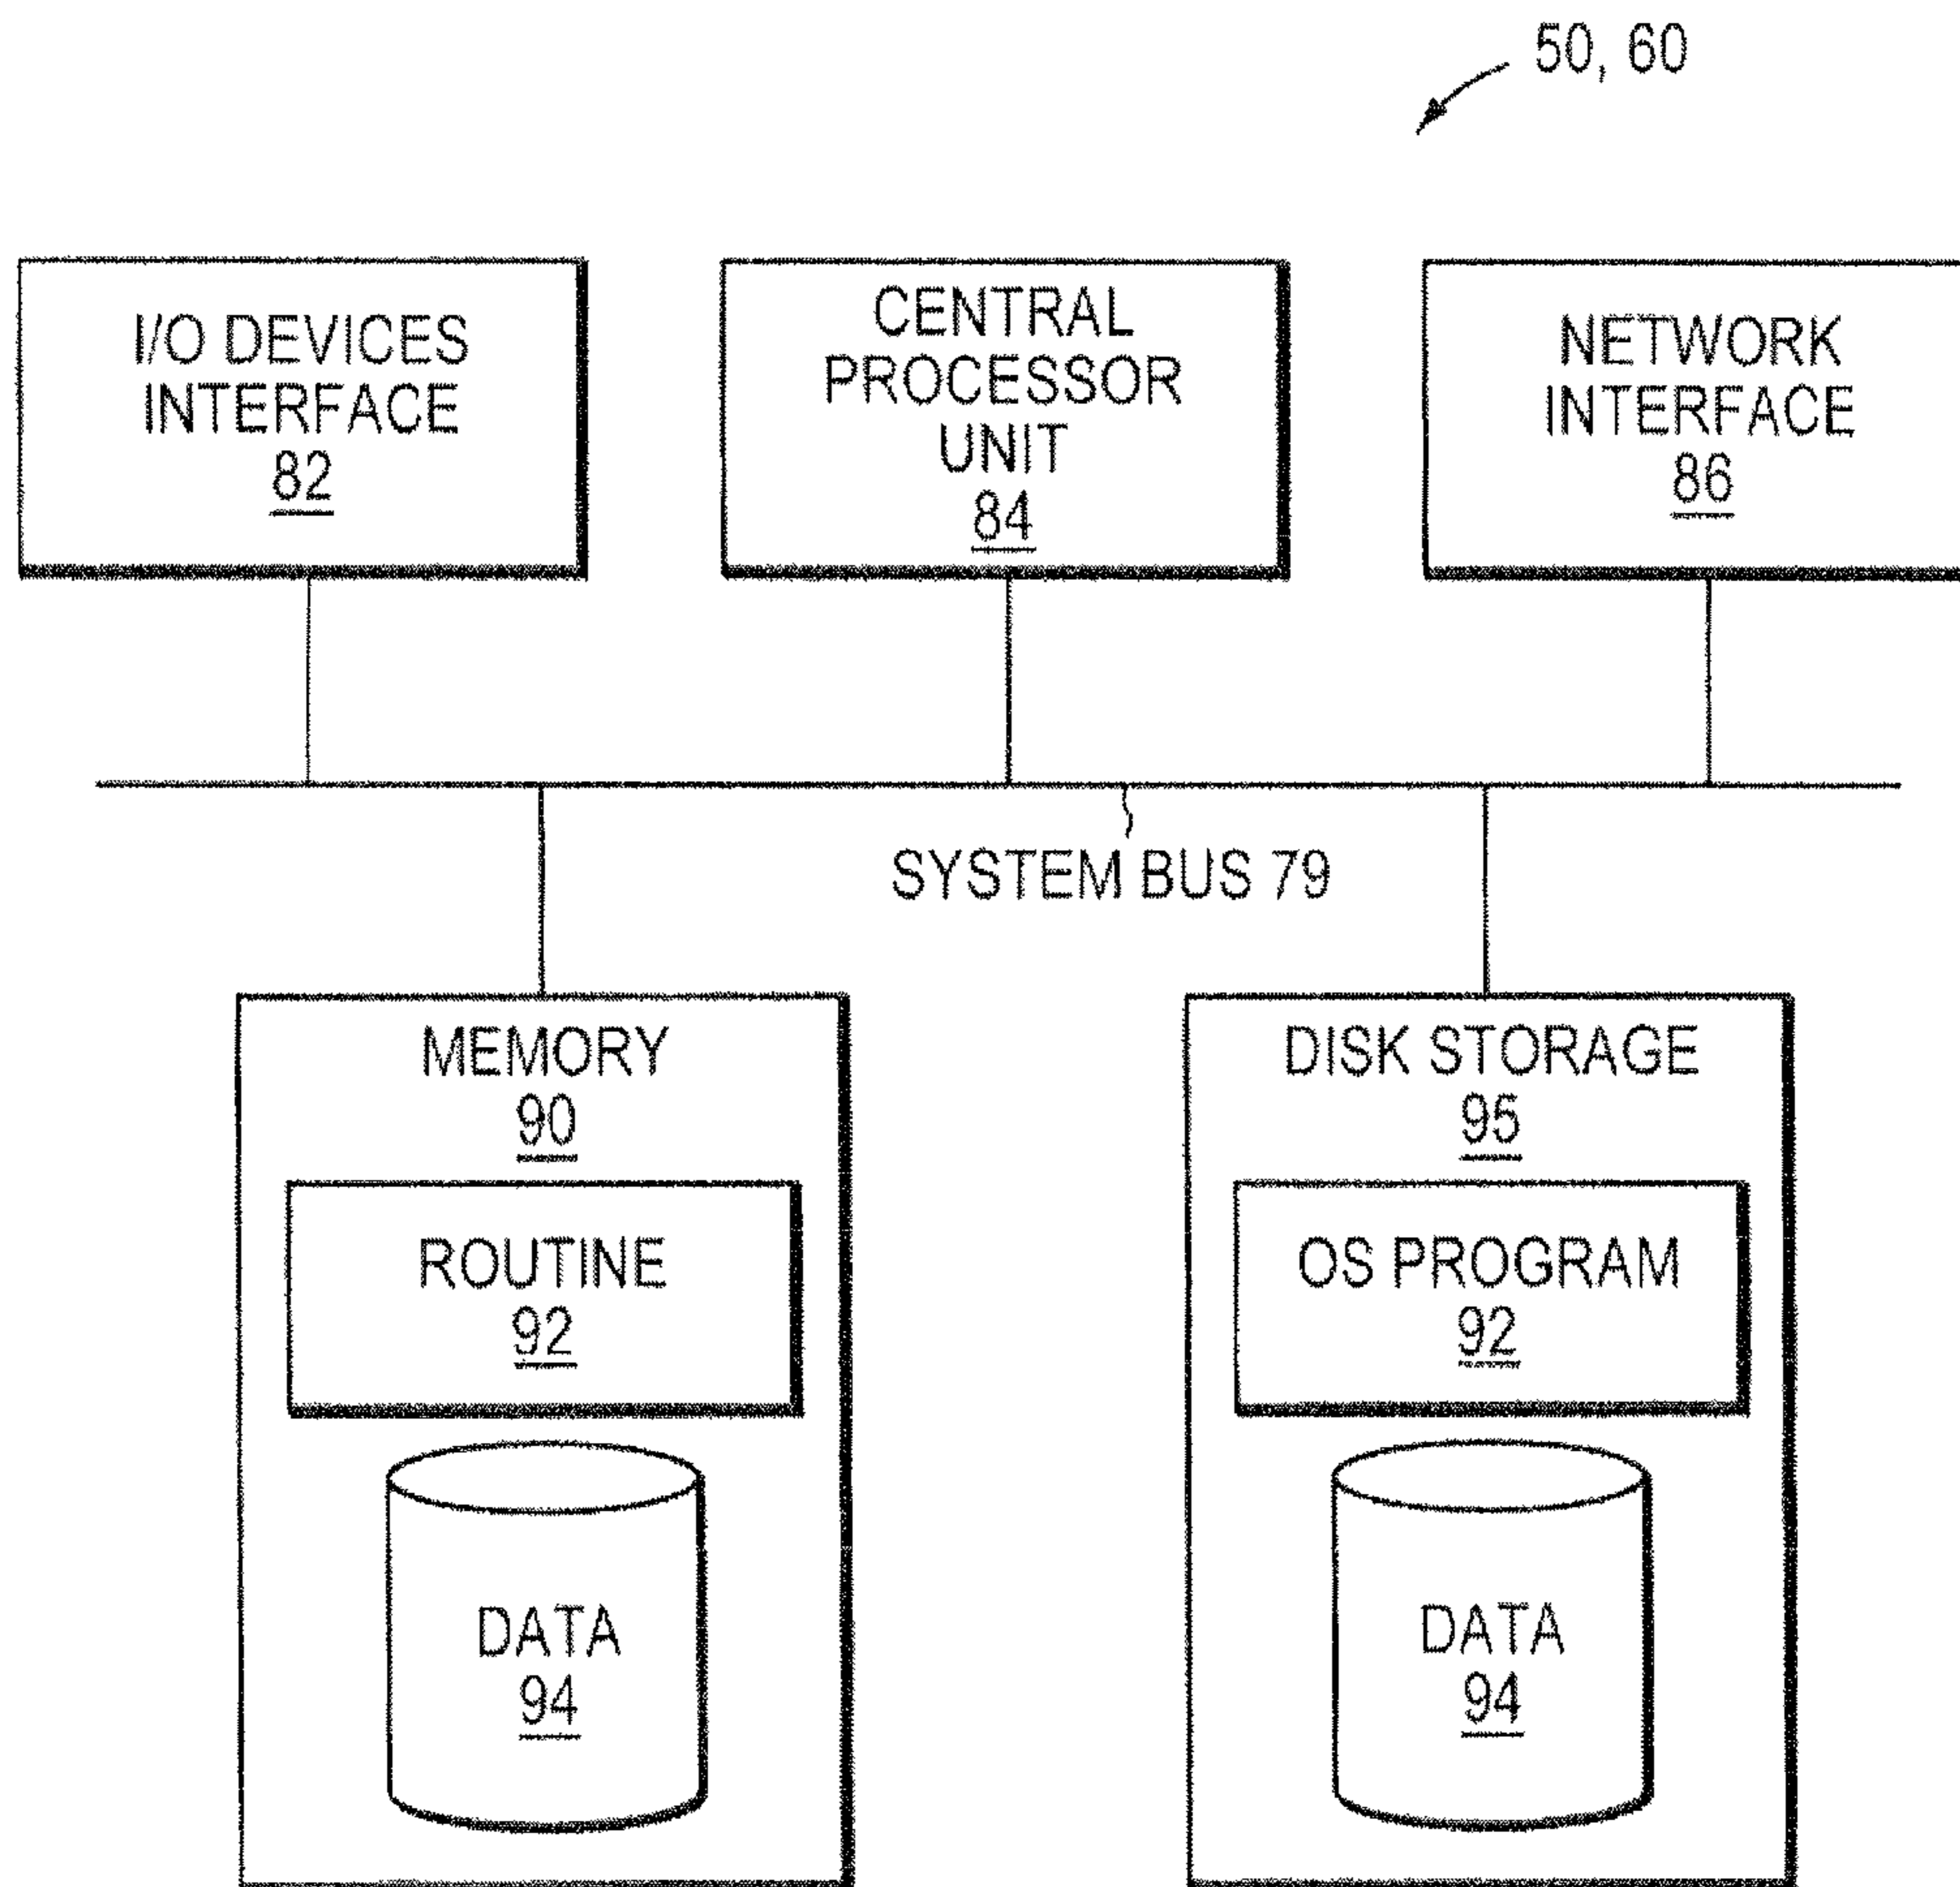 50, 60
I/O DEVICES
INTERFACE
82
CENTRAL
PROCESSOR
UNIT
84
NETWORK
INTERFACE
86
SYSTEM BUS 79
MEMORY
90
ROUTINE
92
DATA
94
DISK STORAGE
95
OS PROGRAM
92
DATA
94